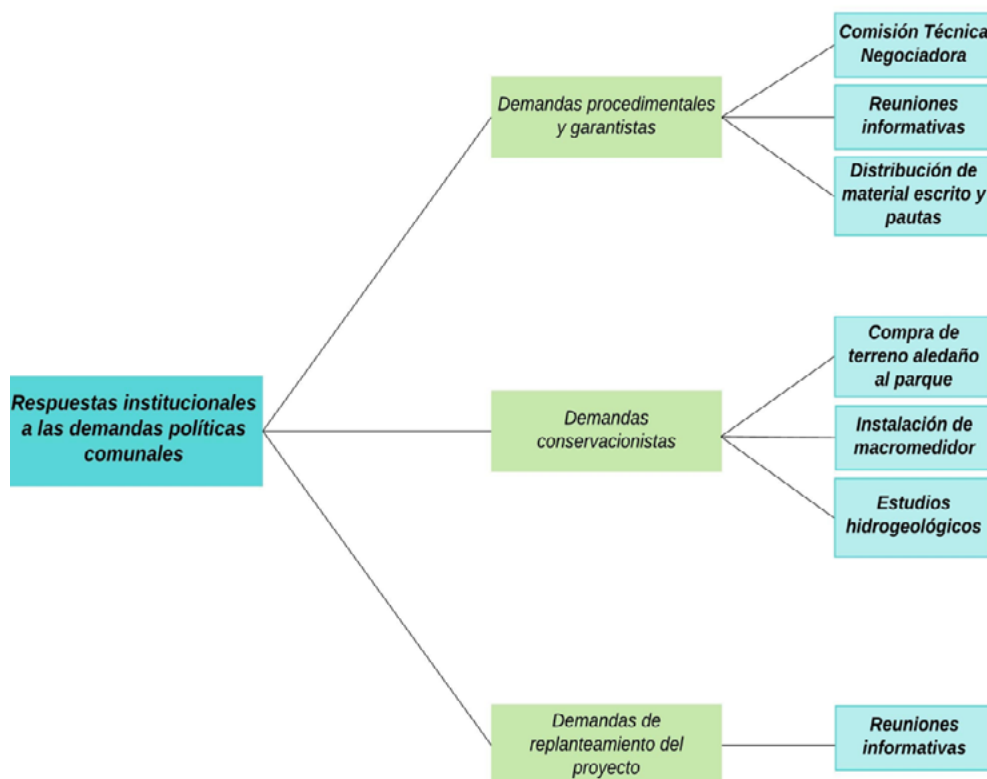 Respuestas institucionales
a las demandas políticas
comunales
Demandas procedimentales
y garantistas
Comisión Técnica
Negociadora
Reuniones
informativas
Distribución de
material escrito y
pautas
Demandas
conservacionistas
Compra de
terreno aledaño
al parque
Instalación de
macromedidor
Estudios
hidrogeológicos
Demandas de
replanteamiento del
proyecto
Reuniones
informativas